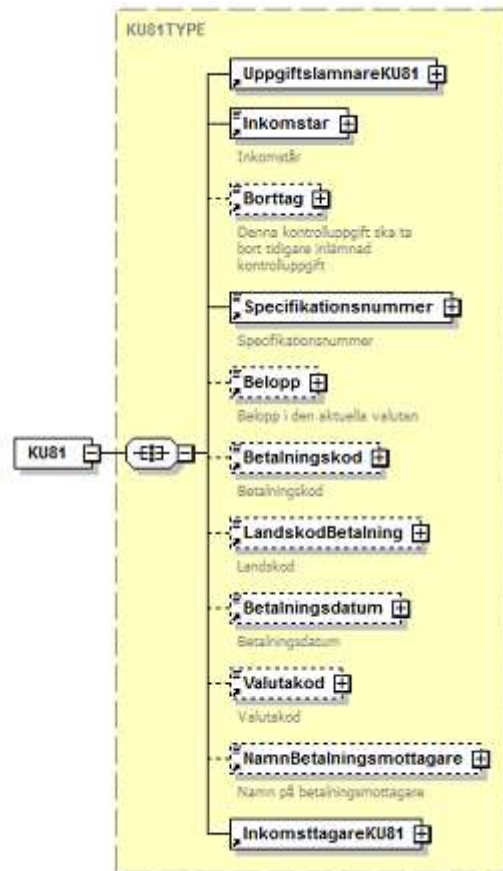 KU81TYPE
UppgiftslamnareKU81
Inkomstar
Inkomstår
Borttag
Denna kontrolluppgift ska ta
bort tidigare inlämnad
kontrolluppgift
Specifikationsnummer
Specifikationsnummer
Belopp
Belopp i den aktuella valutan
KU81
Betalningskod
Betalningskod
LandskodBetalning
Landskod
Betalningsdatum
Betalningsdatum
Valutakod
Valutakod
NamnBetalningsmottagare
Namn på betalningsmottagare
InkomsttagareKU81